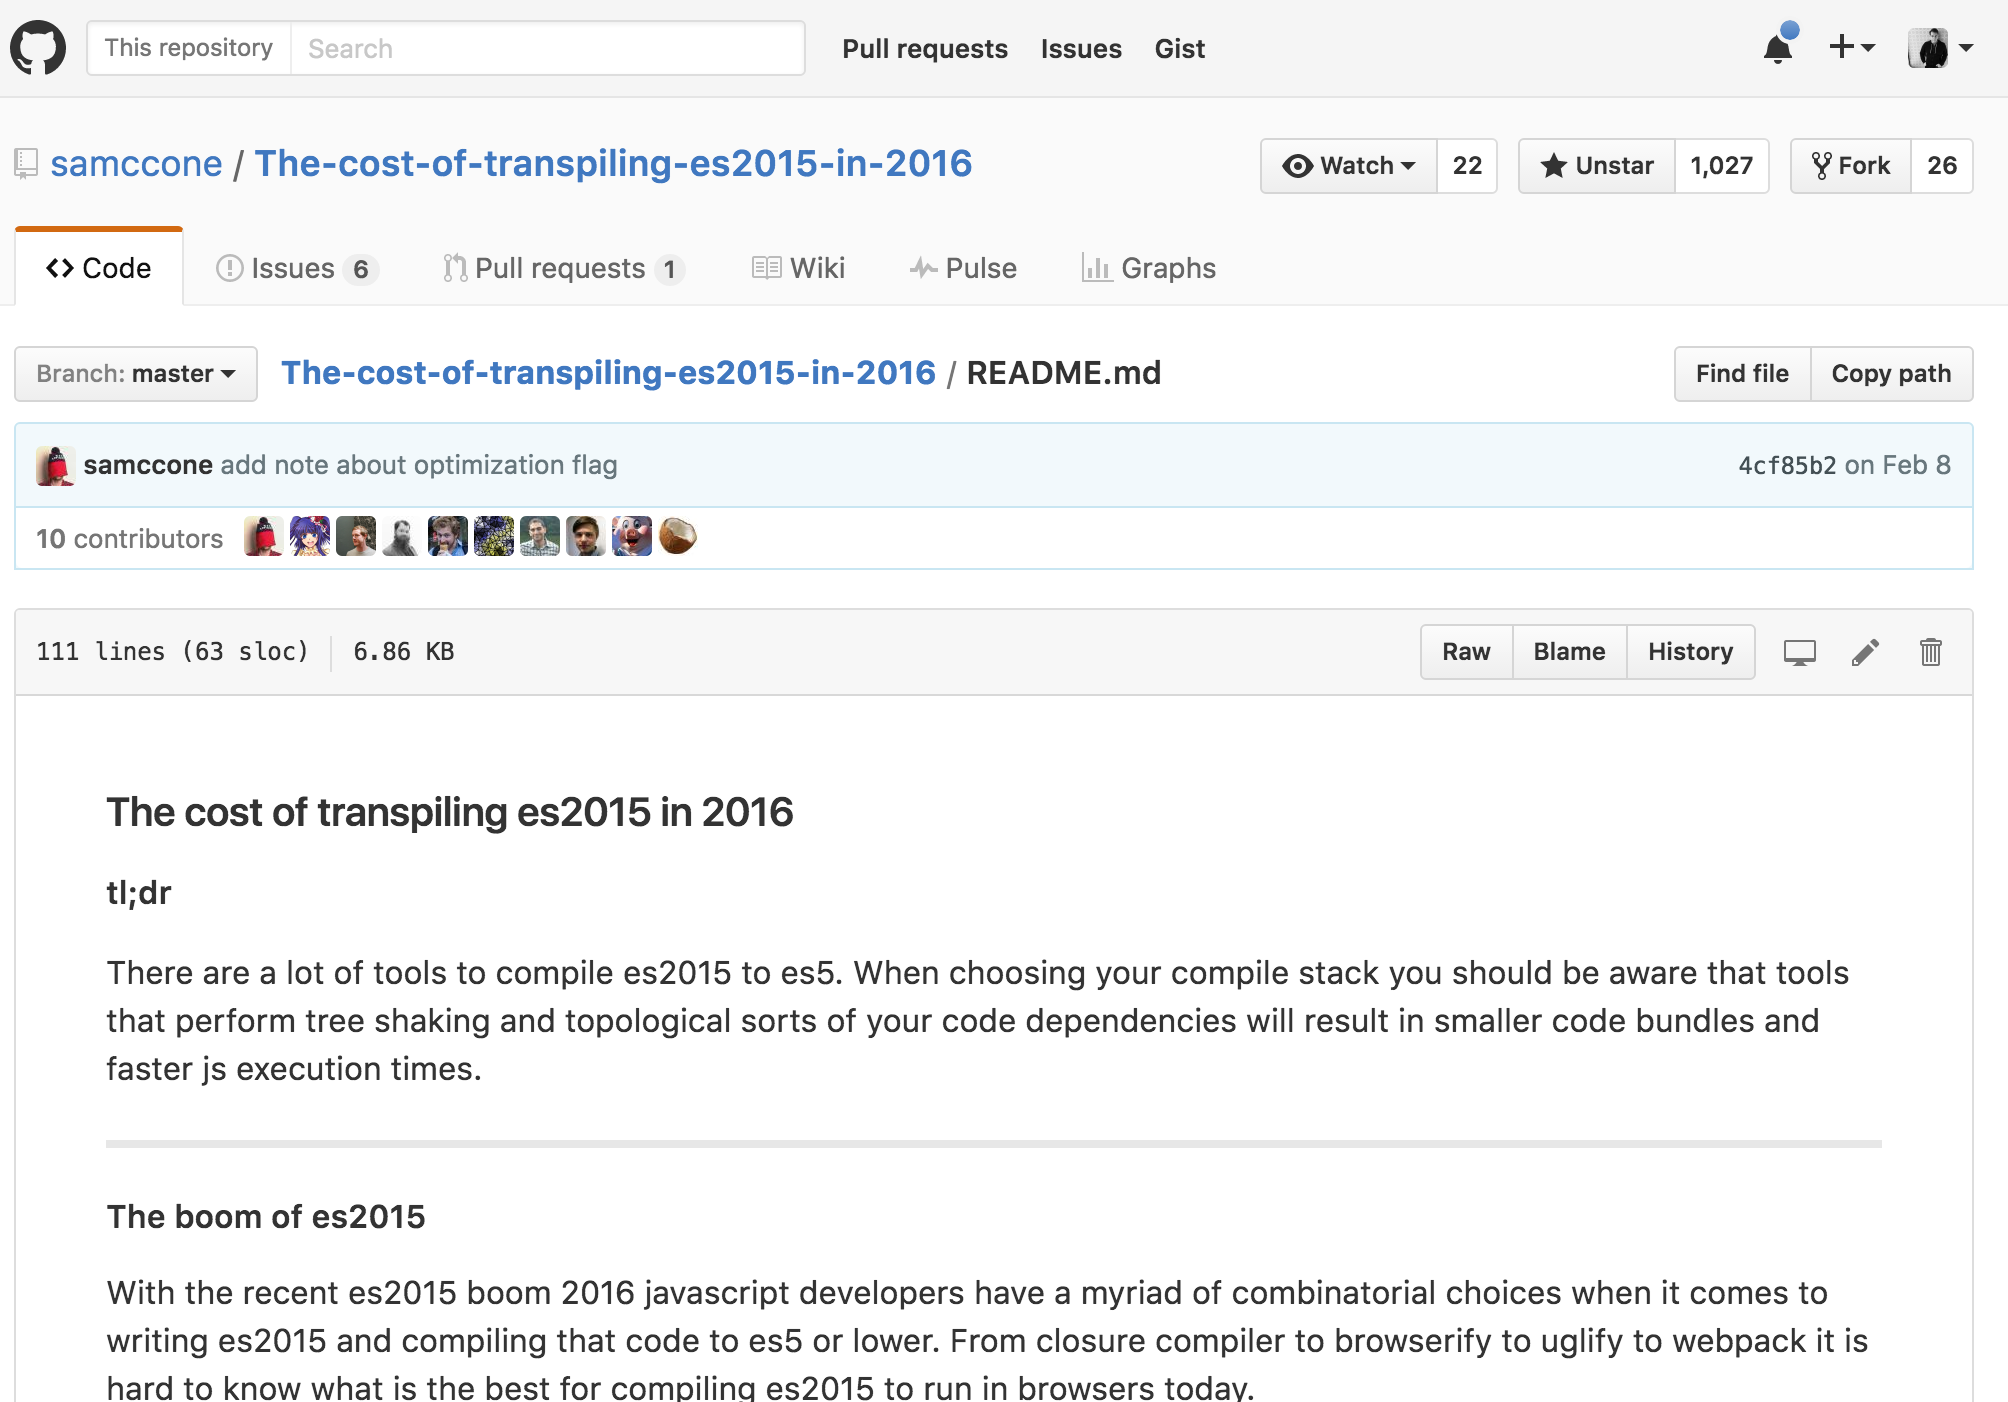 This repository Search Pull requests Issues Gist
samccone / The-cost-of-transpiling-es2015-in-2016 Watch 22 Unstar 1,027 Fork 26
Code Issues 6 Pull requests 1 Wiki Pulse Graphs
Branch: master The-cost-of-transpiling-es2015-in-2016 / README.md Find file Copy path
samccone add note about optimization flag 4cf85b2 on Feb 8
10 contributors
111 lines (63 sloc) 6.86 KB Raw Blame History
The cost of transpiling es2015 in 2016
tl;dr
There are a lot of tools to compile es2015 to es5. When choosing your compile stack you should be aware that tools
that perform tree shaking and topological sorts of your code dependencies will result in smaller code bundles and
faster js execution times.
The boom of es2015
With the recent es2015 boom 2016 javascript developers have a myriad of combinatorial choices when it comes to
writing es2015 and compiling that code to es5 or lower. From closure compiler to browserify to uglify to webpack it is
hard to know what is the best for compiling es2015 to run in browsers today.